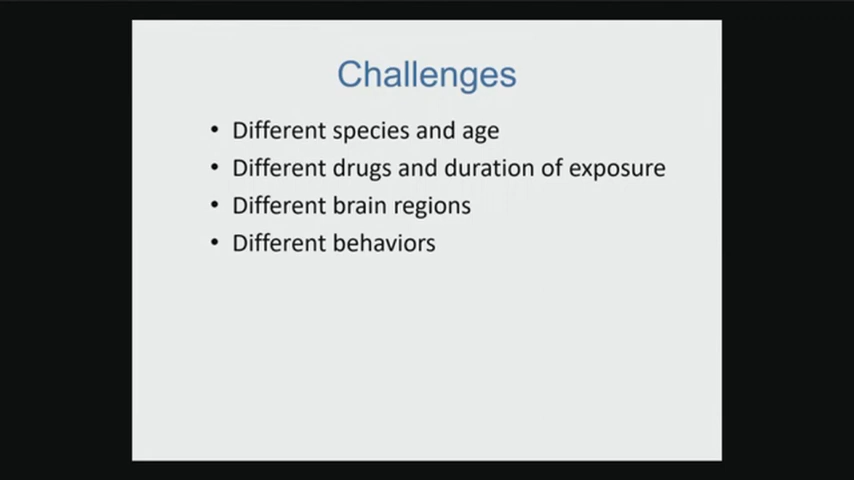 Challenges
• Different species and age
• Different drugs and duration of exposure
• Different brain regions
• Different behaviors